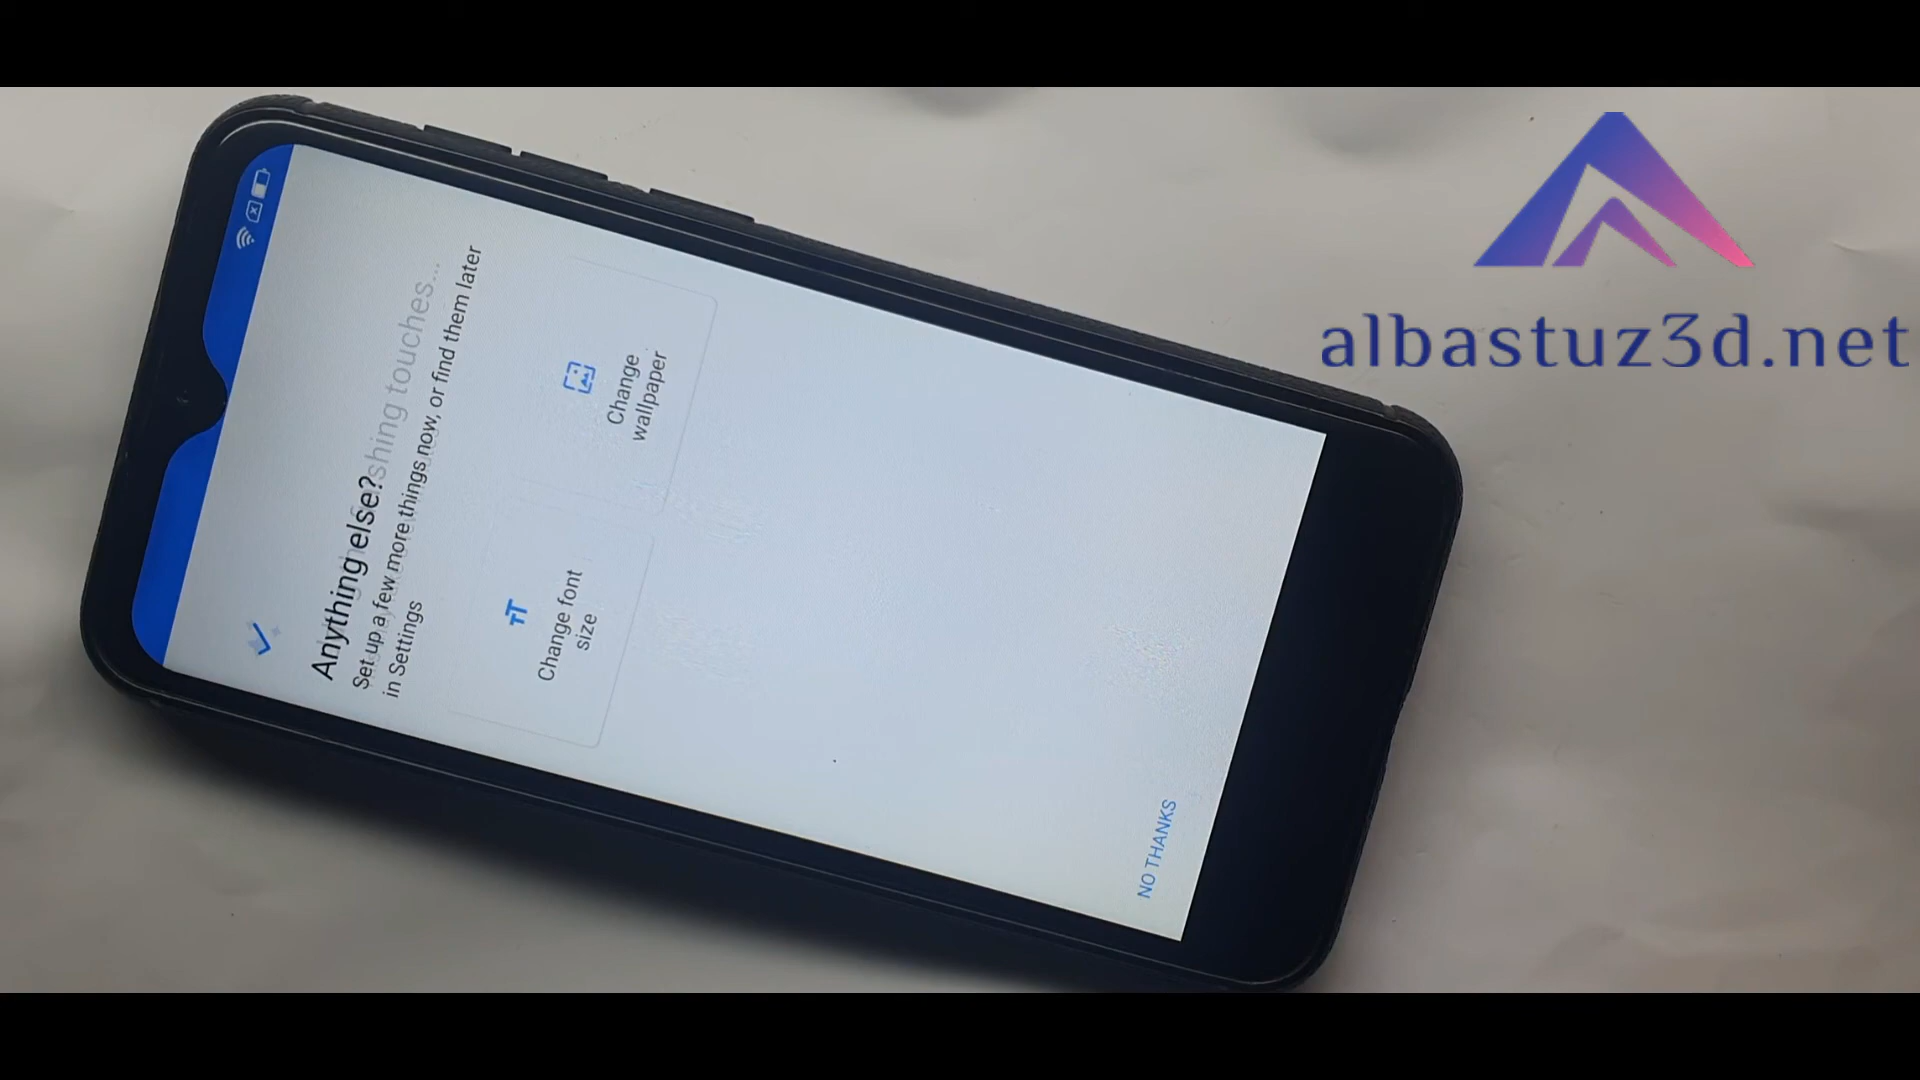 albastuz3d.net
Anything else?
shing touches...
Set up a few more things now, or find them later
in Settings
Change font
size
Change
wallpaper
NO THANKS